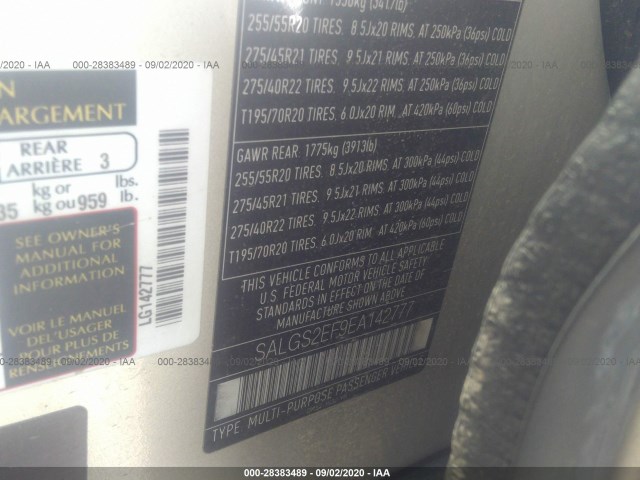 1550kg (3417lb)
255/55R20 TIRES, 8.5Jx20 RIMS, AT 250kPa (36psi) COLD
275/45R21 TIRES, 9.5Jx21 RIMS, AT 250kPa (36psi) COLD
275/40R22 TIRES, 9.5Jx22 RIMS, AT 250kPa (36psi) COLD
T195/70R20 TIRES, 6.0Jx20 RIM, AT 420kPa (60psi) COLD
GAWR REAR 1775kg (3913lb)
255/55R20 TIRES, 8.5Jx20 RIMS, AT 300kPa (44psi) COLD
275/45R21 TIRES, 9.5Jx21 RIMS, AT 300kPa (44psi) COLD
275/40R22 TIRES, 9.5Jx22 RIMS, AT 300kPa (44psi) COLD
T195/70R20 TIRES, 6.0Jx20 RIM, AT 420kPa (60psi) COLD
THIS VEHICLE CONFORMS TO ALL APPLICABLE
U.S. FEDERAL MOTOR VEHICLE SAFETY
STANDARDS IN EFFECT ON THE DATE OF
MANUFACTURE SHOWN ABOVE.
SALGS2EF9EA142777
TYPE MULTI-PURPOSE PASSENGER
ARGEMENT
REAR
ARRIÈRE 3
kg or lbs.
kg ou 959 lb.
SEE OWNER'S
MANUAL FOR
ADDITIONAL
INFORMATION
VOIR LE MANUEL
DE L'USAGER
POUR PLUS DE
RENSEIGNEMENTS
LG142777
000-28383489 - 09/02/2020 - IAA
000-28383489 - 09/02/2020 - IAA
000-28383489 - 09/02/2020 - IAA